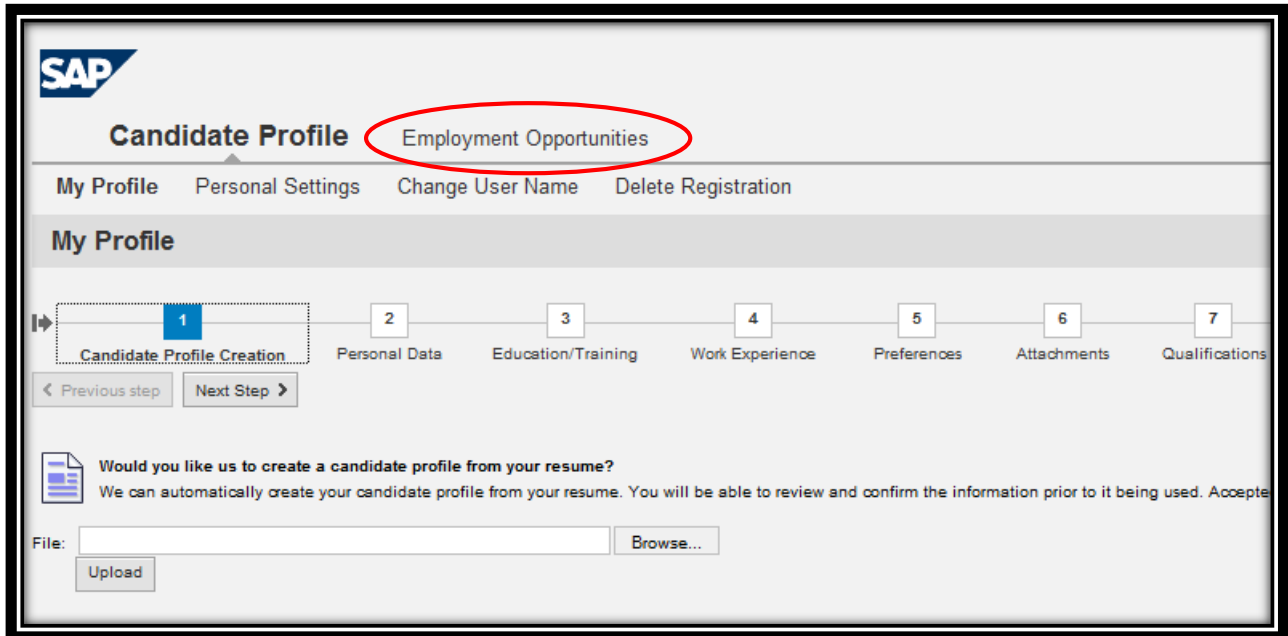 SAP
Candidate Profile Employment Opportunities
My Profile Personal Settings Change User Name Delete Registration
My Profile
1 2 3 4 5 6 7
Candidate Profile Creation Personal Data Education/Training Work Experience Preferences Attachments Qualifications
Previous step Next Step
Would you like us to create a candidate profile from your resume?
We can automatically create your candidate profile from your resume. You will be able to review and confirm the information prior to it being used. Accepte
File: Browse...
Upload